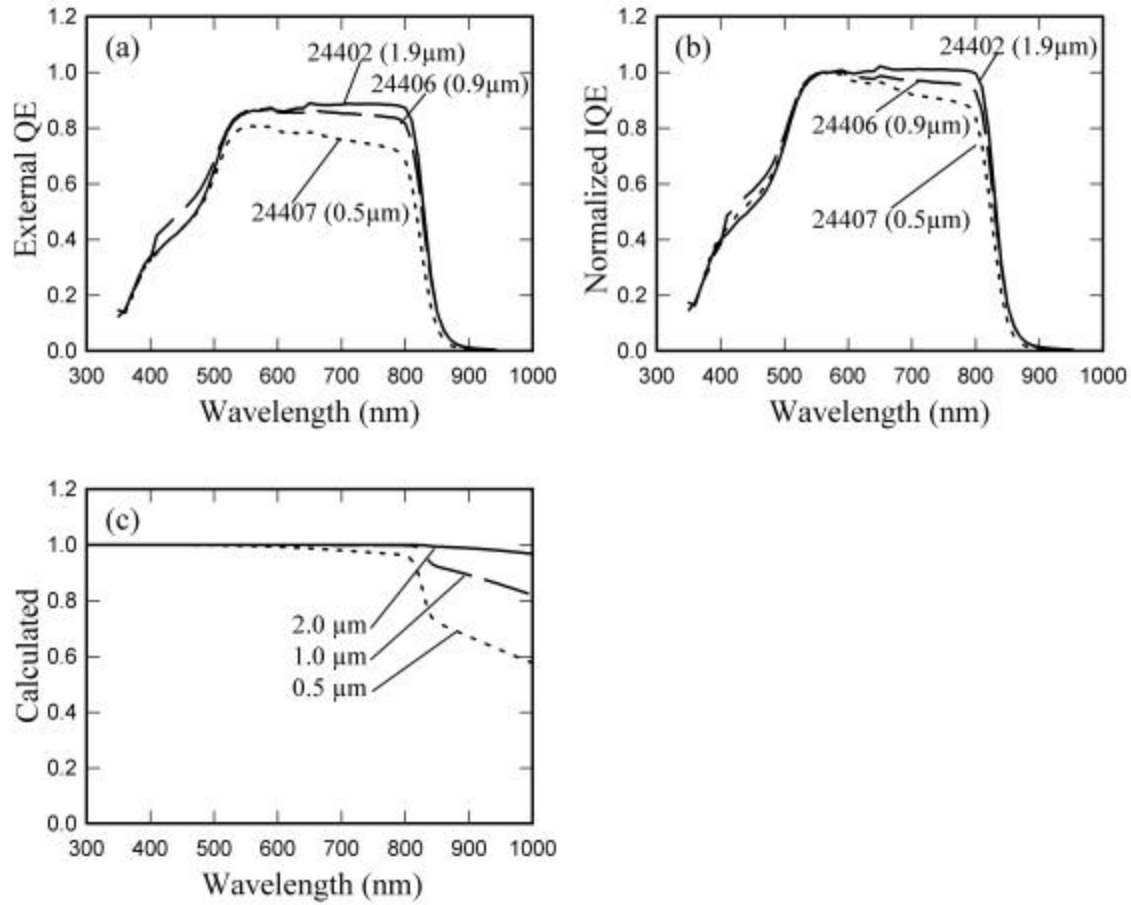 (a)
1.2
1.0
0.8
0.6
0.4
0.2
0.0
External QE
24402 (1.9μm)
24406 (0.9μm)
24407 (0.5μm)
300 400 500 600 700 800 900 1000
Wavelength (nm)
(b)
1.2
1.0
0.8
0.6
0.4
0.2
0.0
Normalized IQE
24402 (1.9μm)
24406 (0.9μm)
24407 (0.5μm)
300 400 500 600 700 800 900 1000
Wavelength (nm)
(c)
1.2
1.0
0.8
0.6
0.4
0.2
0.0
Calculated
2.0 μm
1.0 μm
0.5 μm
300 400 500 600 700 800 900 1000
Wavelength (nm)